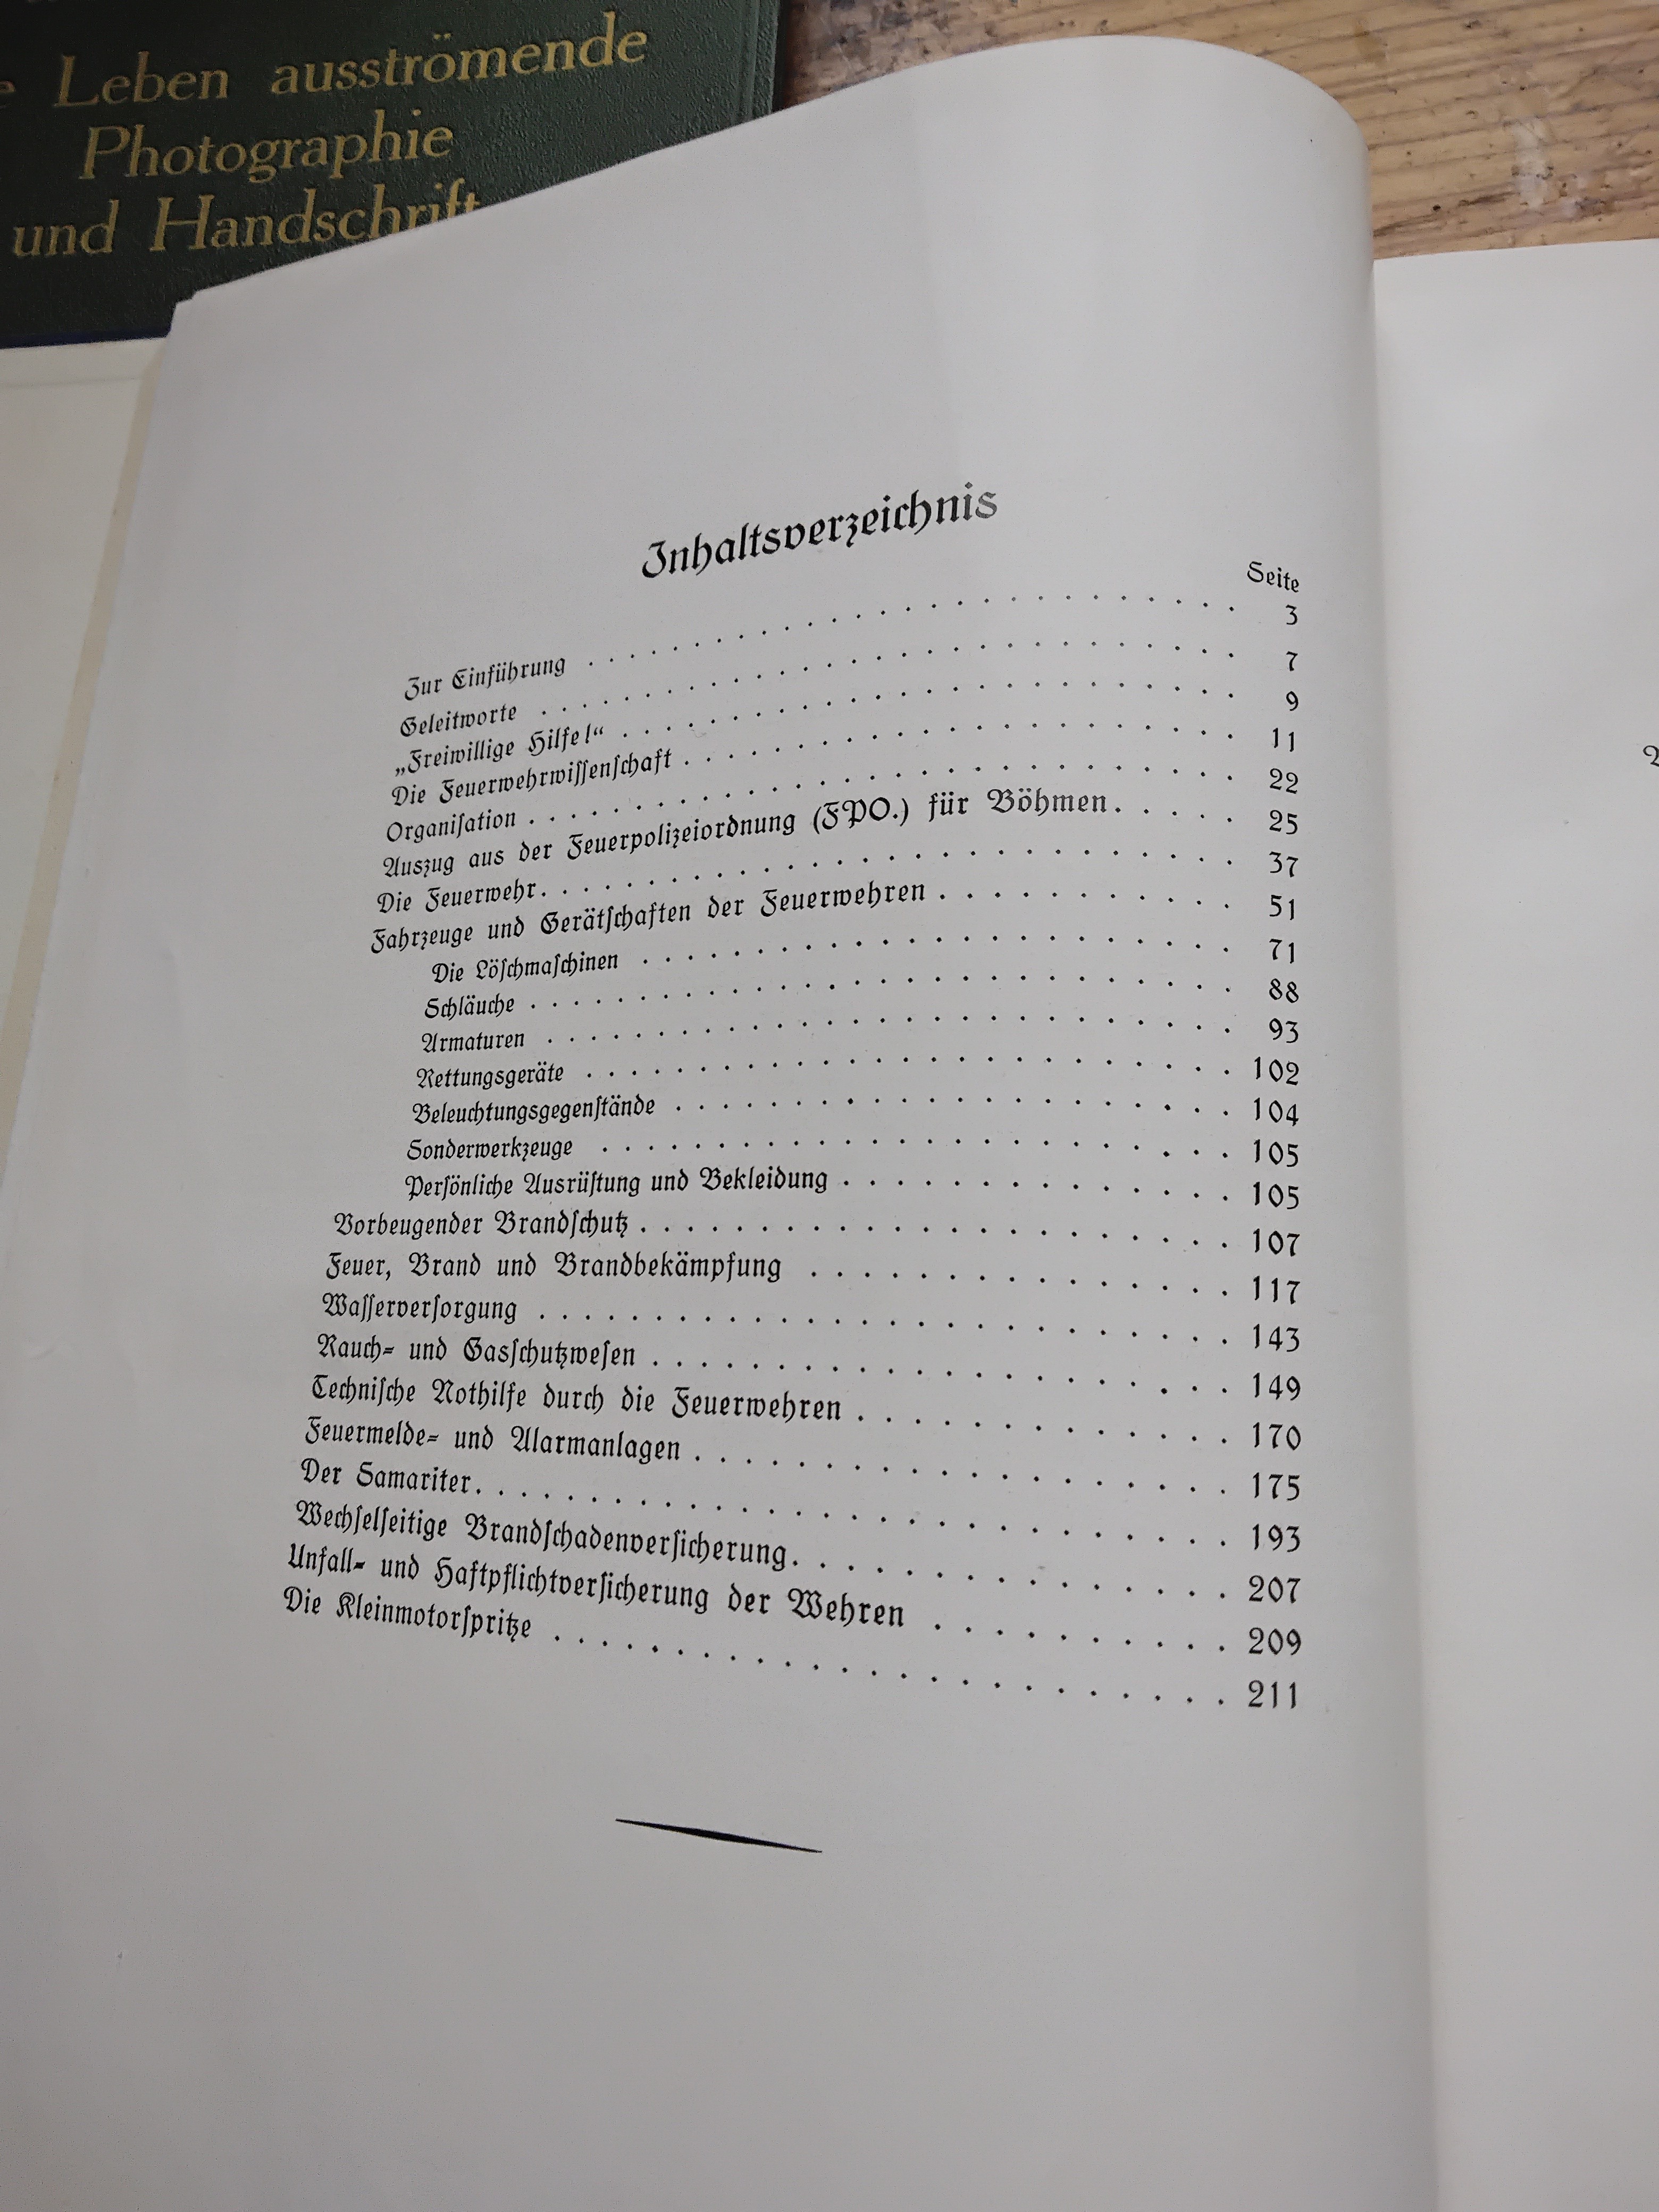 Leben ausströmende
Photographie
und Handschrift
Inhaltsverzeichnis
Seite
Zur Einführung . . . . . . . . . . . . . . . . . . . . . . . . 3
Geleitworte . . . . . . . . . . . . . . . . . . . . . . . . . 7
„Freiwillige Hilfe!“ . . . . . . . . . . . . . . . . . . . . . . . 9
Die Feuerwehrwiſſenſchaft . . . . . . . . . . . . . . . . . . . . 11
Organiſation . . . . . . . . . . . . . . . . . . . . . . . . . 22
Auszug aus der Feuerpolizeiordnung (FPO.) für Böhmen. . . . . 25
Die Feuerwehr. . . . . . . . . . . . . . . . . . . . . . . . . 37
Fahrzeuge und Gerätſchaften der Feuerwehren . . . . . . . . . . . 51
Die Löſchmaſchinen . . . . . . . . . . . . . . . . . . . . . . 71
Schläuche . . . . . . . . . . . . . . . . . . . . . . . . . . 88
Armaturen . . . . . . . . . . . . . . . . . . . . . . . . . . 93
Rettungsgeräte . . . . . . . . . . . . . . . . . . . . . . . . 102
Beleuchtungsgegenſtände . . . . . . . . . . . . . . . . . . . . 104
Sonderwerkzeuge . . . . . . . . . . . . . . . . . . . . . . . 105
Perſönliche Ausrüſtung und Bekleidung . . . . . . . . . . . . . . 105
Vorbeugender Brandſchutz . . . . . . . . . . . . . . . . . . . . . 107
Feuer, Brand und Brandbekämpfung . . . . . . . . . . . . . . . 117
Waſſerverſorgung . . . . . . . . . . . . . . . . . . . . . . . . 143
Rauch- und Gasſchutzweſen . . . . . . . . . . . . . . . . . . . . 149
Techniſche Nothilfe durch die Feuerwehren . . . . . . . . . . . . . 170
Feuermelde- und Alarmanlagen . . . . . . . . . . . . . . . . . . . 175
Der Samariter. . . . . . . . . . . . . . . . . . . . . . . . . . 193
Wechſelſeitige Brandſchadenverſicherung. . . . . . . . . . . . . . . 207
Unfall- und Haftpflichtverſicherung der Wehren . . . . . . . . . . 209
Die Kleinmotorſpritze . . . . . . . . . . . . . . . . . . . . . . . 211